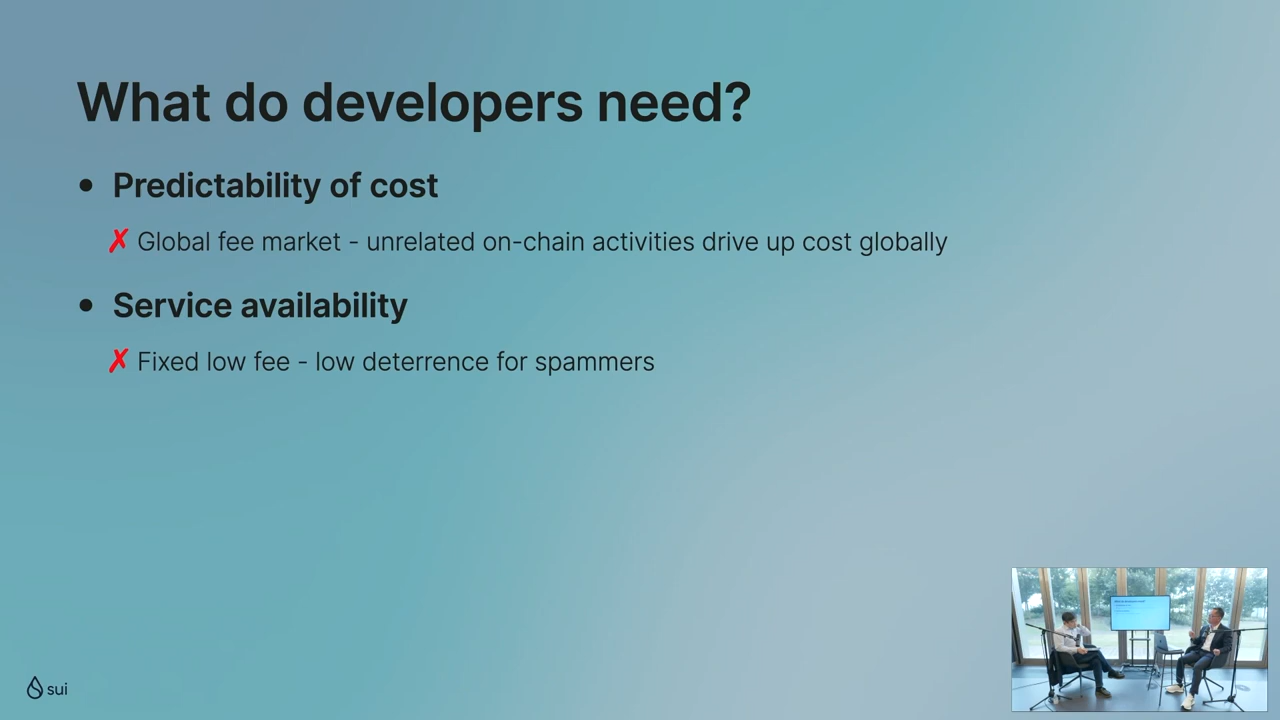 What do developers need?
• Predictability of cost
✗ Global fee market - unrelated on-chain activities drive up cost globally
• Service availability
✗ Fixed low fee - low deterrence for spammers
sui